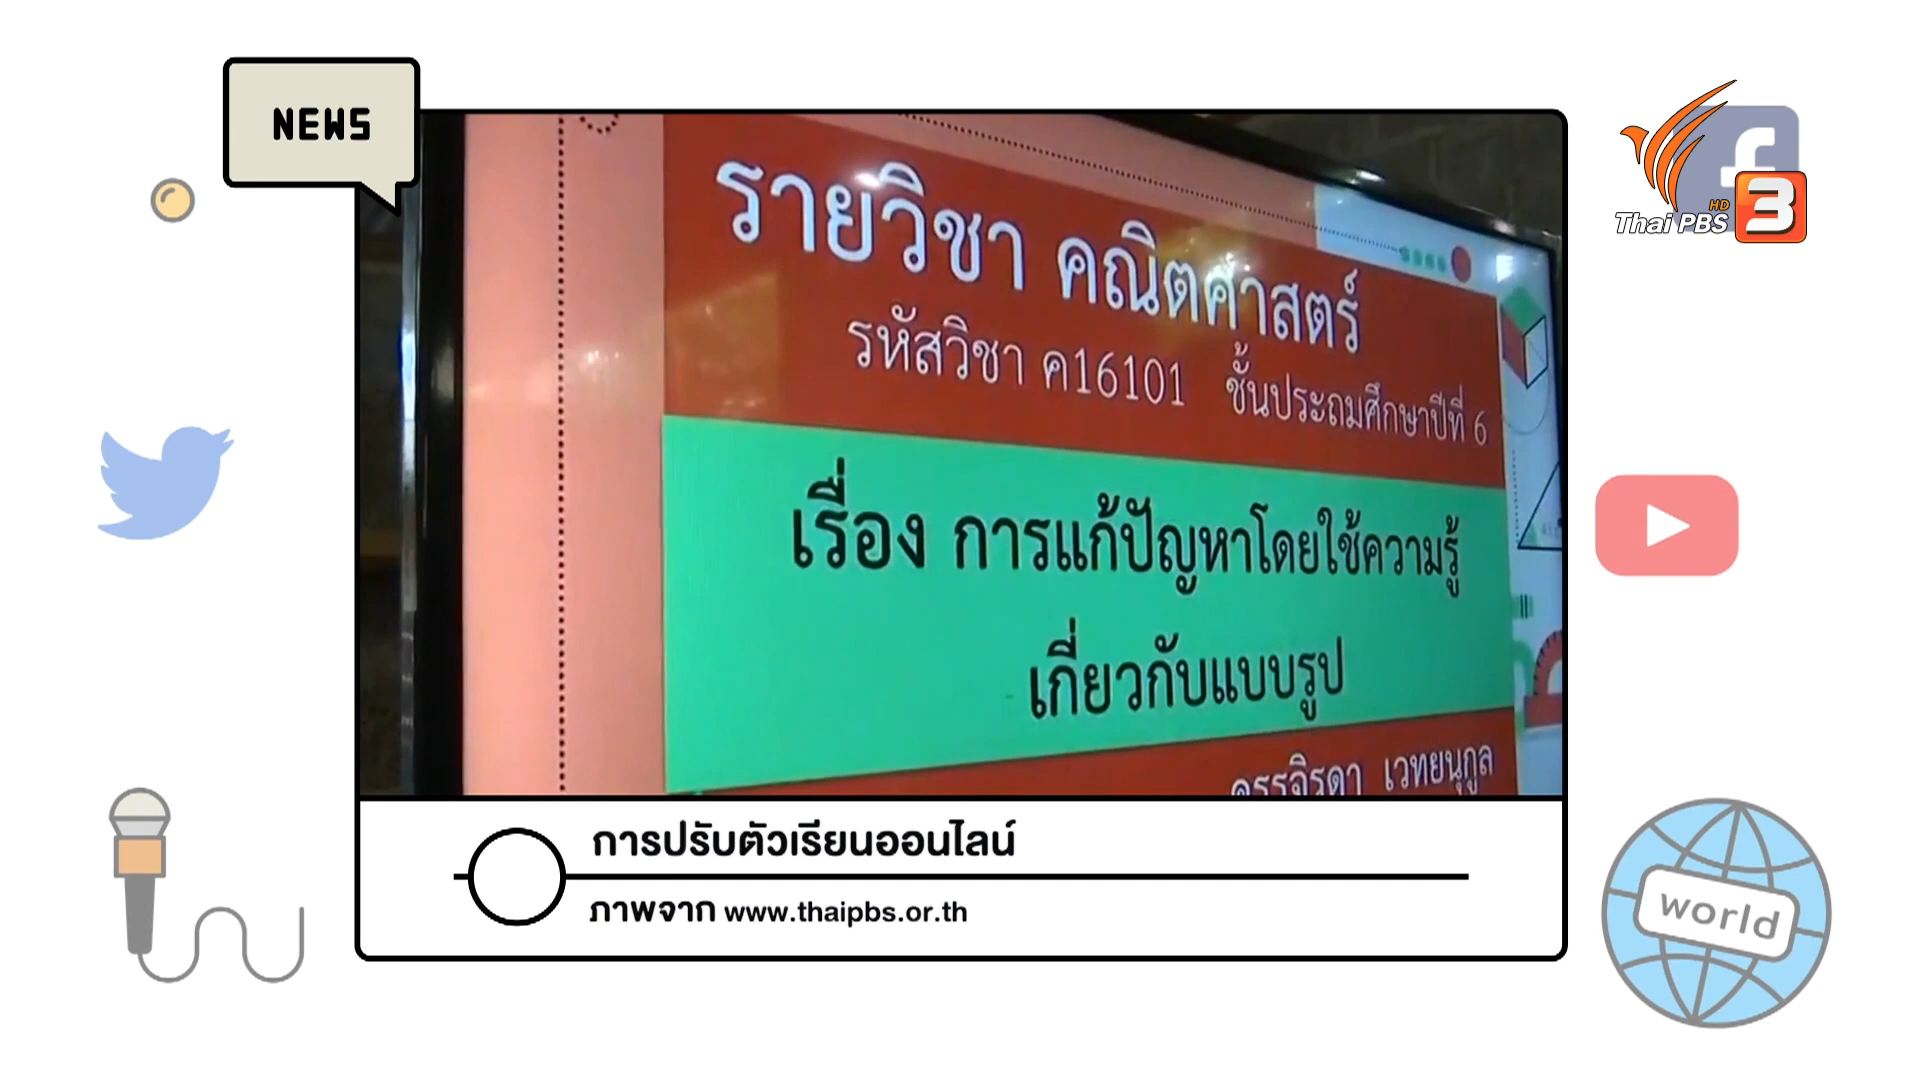 NEWS
f
Thai PBS HD 3
รายวิชา คณิตศาสตร์
รหัสวิชา ค16101 ชั้นประถมศึกษาปีที่ 6
เรื่อง การแก้ปัญหาโดยใช้ความรู้
เกี่ยวกับแบบรูป
เวทยนุกูล
การปรับตัวเรียนออนไลน์
ภาพจาก www.thaipbs.or.th
world